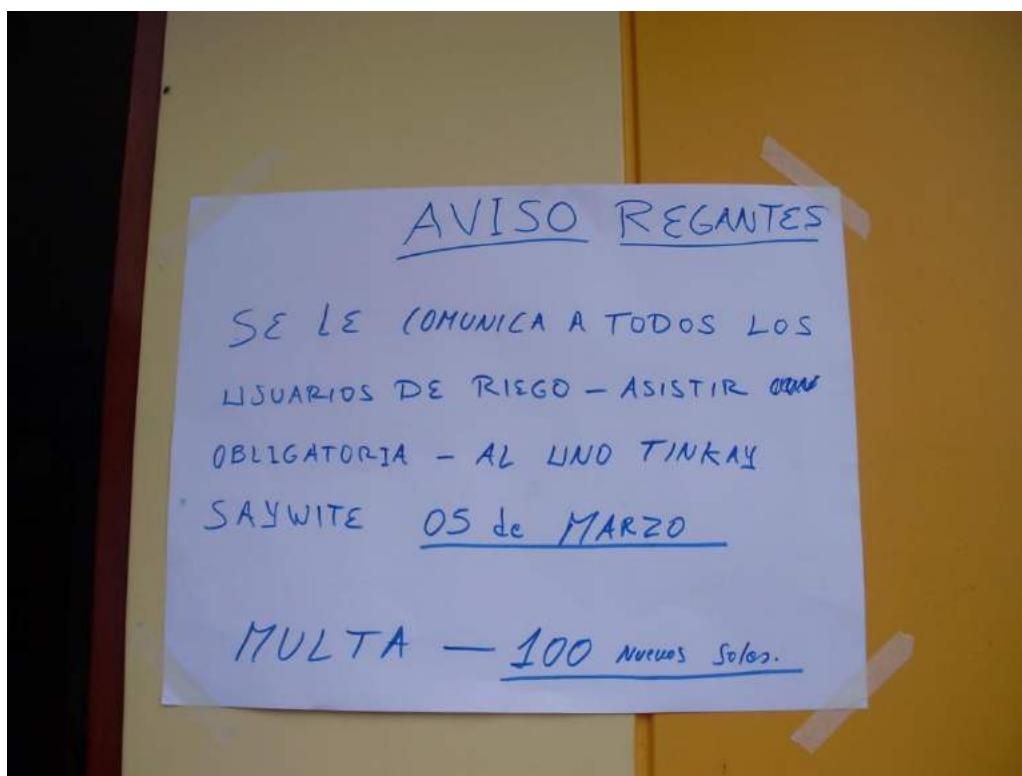 AVISO REGANTES
SE LE COMUNICA A TODOS LOS
USUARIOS DE RIEGO – ASISTIR
OBLIGATORIA – AL UNO TINKAY
SAYWITE 05 de MARZO
MULTA — 100 NUEVOS Soles.